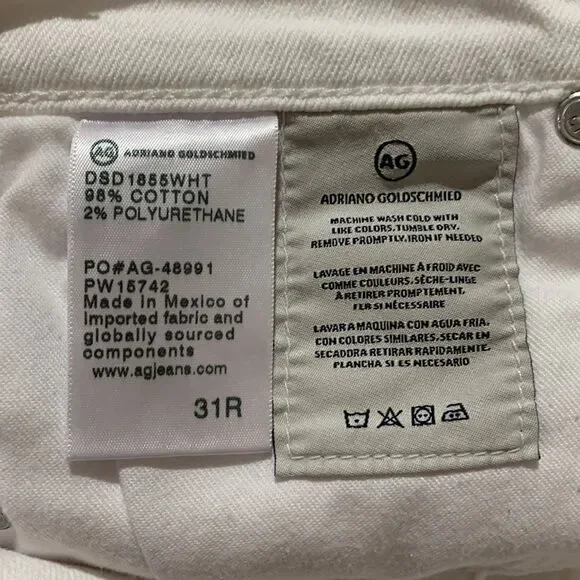 AG ADRIANO GOLDSCHMIED
DSD1855WHT
98% COTTON
2% POLYURETHANE
PO#AG-48991
PW15742
Made in Mexico of
imported fabric and
globally sourced
components
www.agjeans.com
31R
AG
ADRIANO GOLDSCHMIED
MACHINE WASH COLD WITH
LIKE COLORS. TUMBLE DRY.
REMOVE PROMPTLY. IRON IF NEEDED
LAVAGE EN MACHINE À FROID AVEC
COMME COULEURS. SÈCHE-LINGE
A RETIRER PROMPTEMENT.
FER SI NÉCESSAIRE
LAVAR A MAQUINA CON AGUA FRIA.
CON COLORES SIMILARES. SECAR EN
SECADORA RETIRAR RAPIDAMENTE.
PLANCHA SI ES NECESARIO